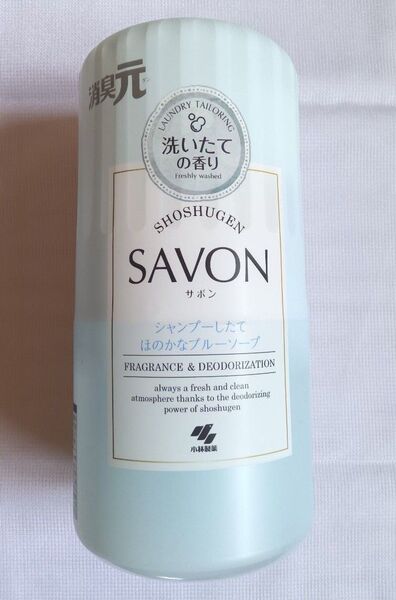 消臭元
ゲン
LAUNDRY TAILORING
洗いたて
の香り
Freshly washed
SHOSHUGEN
SAVON
サボン
シャンプーしたて
ほのかなブルーソープ
FRAGRANCE & DEODORIZATION
always a fresh and clean
atmosphere thanks to the deodorizing
power of shoshugen
小林製薬